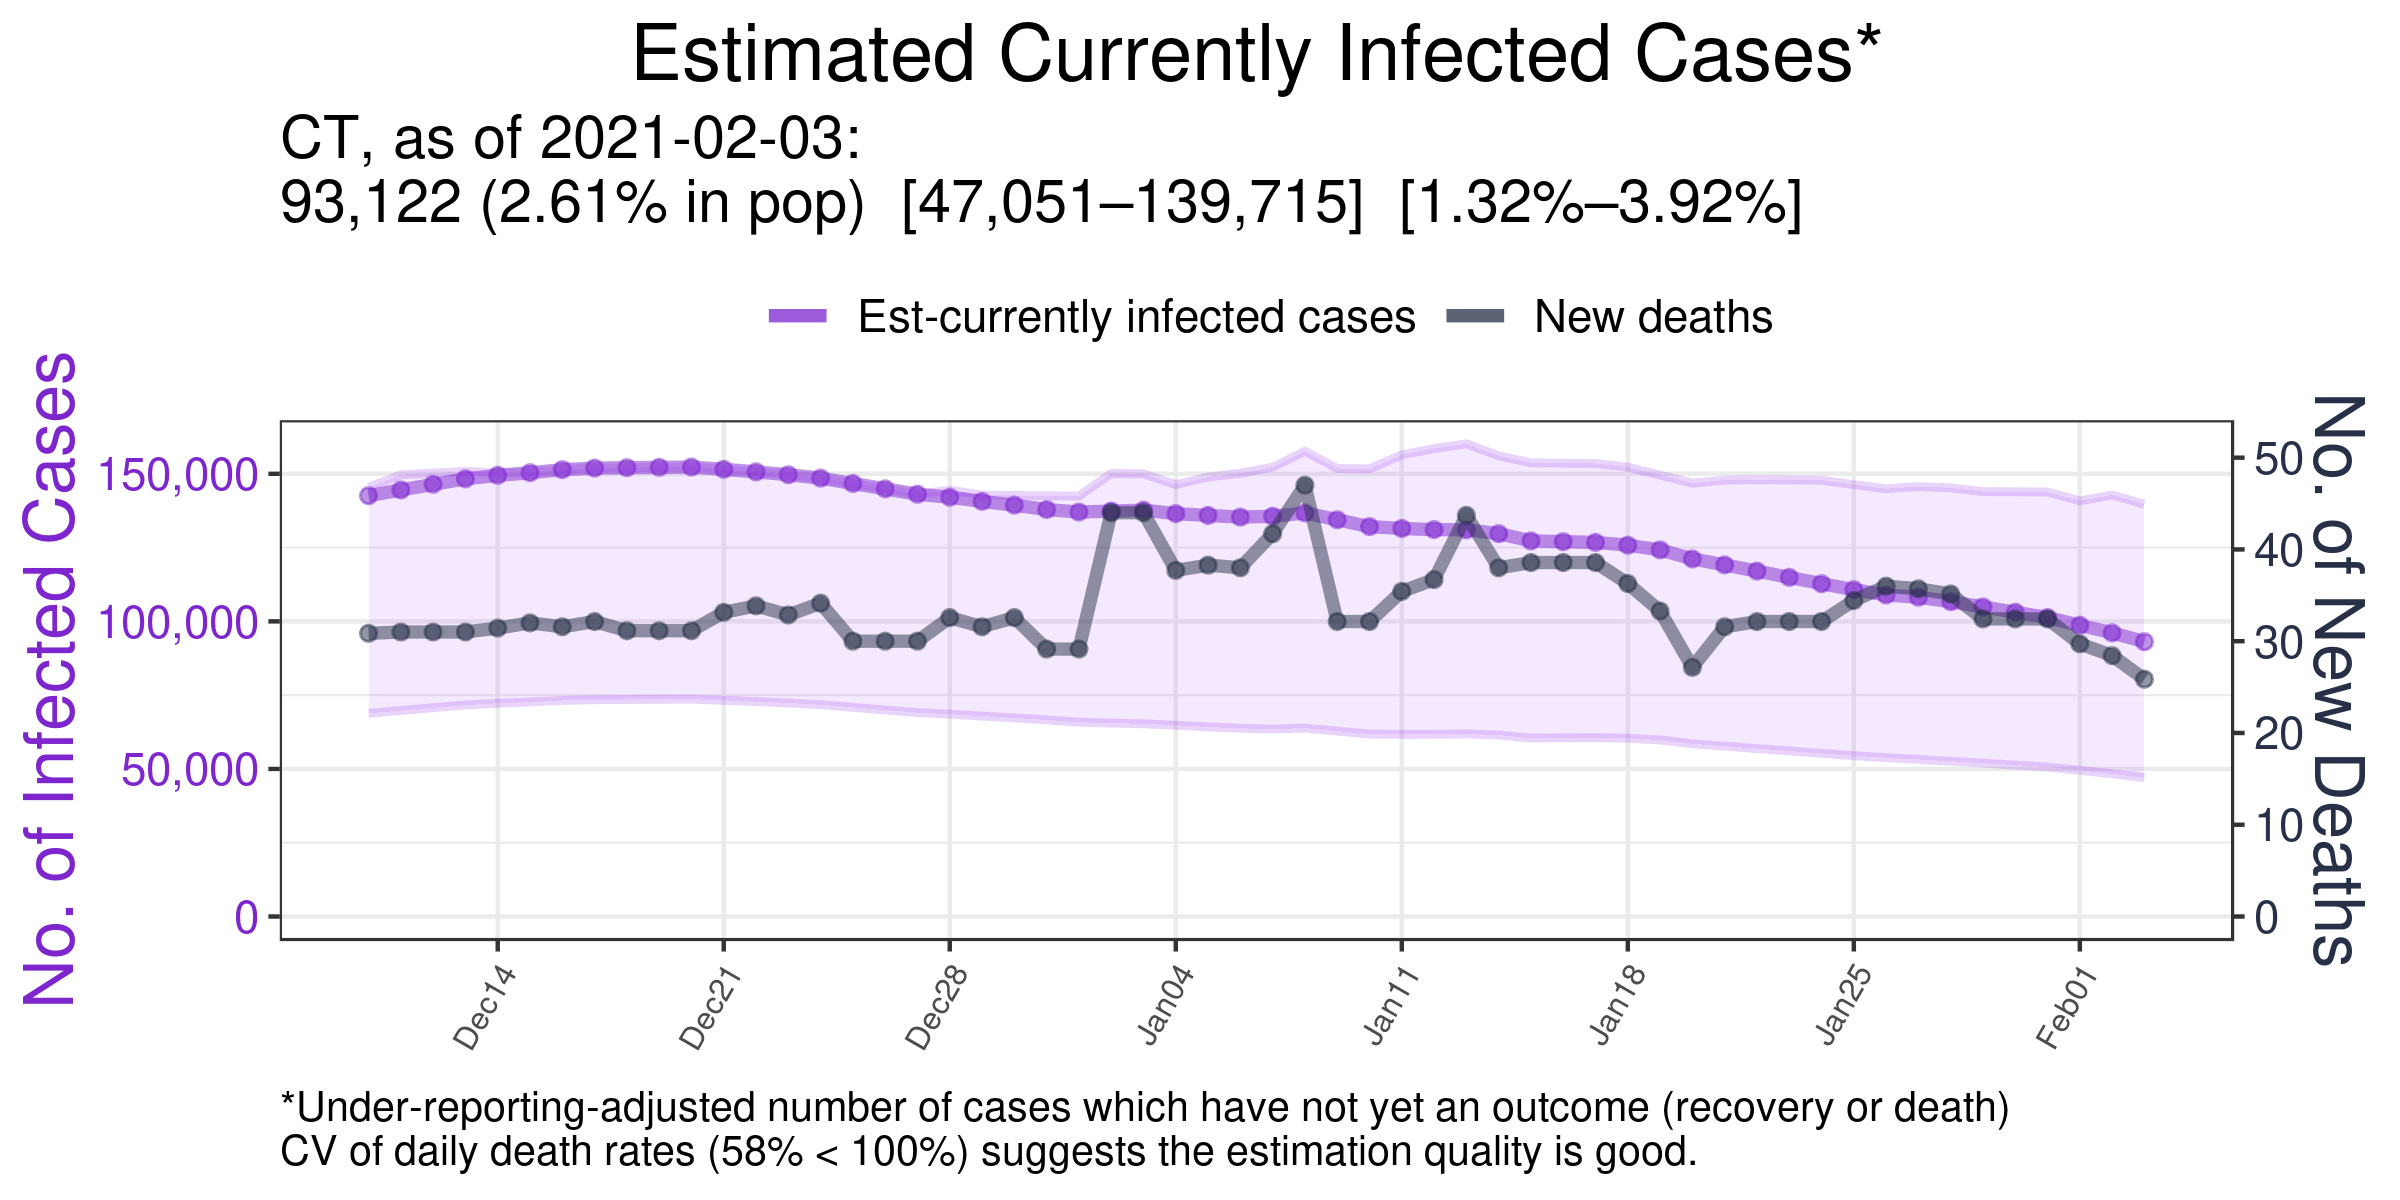 Estimated Currently Infected Cases*
CT, as of 2021-02-03:
93,122 (2.61% in pop)  [47,051–139,715]  [1.32%–3.92%]
Est-currently infected cases
New deaths
No. of Infected Cases
150,000
100,000
50,000
0
50
40
30
20
10
0
No. of New Deaths
Dec14
Dec21
Dec28
Jan04
Jan11
Jan18
Jan25
Feb01
*Under-reporting-adjusted number of cases which have not yet an outcome (recovery or death)
CV of daily death rates (58% < 100%) suggests the estimation quality is good.